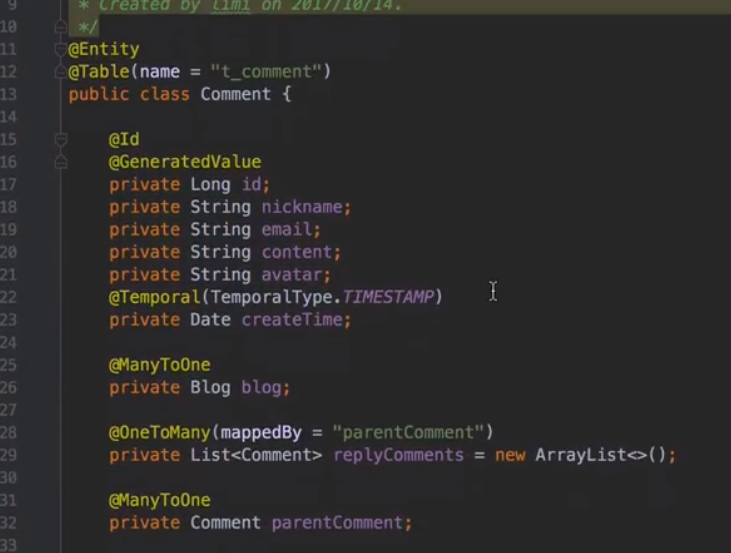 9 * Created by limi on 2017/10/14.
10 */
11 @Entity
12 @Table(name = "t_comment")
13 public class Comment {
14
15 @Id
16 @GeneratedValue
17 private Long id;
18 private String nickname;
19 private String email;
20 private String content;
21 private String avatar;
22 @Temporal(TemporalType.TIMESTAMP)
23 private Date createTime;
24
25 @ManyToOne
26 private Blog blog;
27
28 @OneToMany(mappedBy = "parentComment")
29 private List<Comment> replyComments = new ArrayList<>();
30
31 @ManyToOne
32 private Comment parentComment;
33